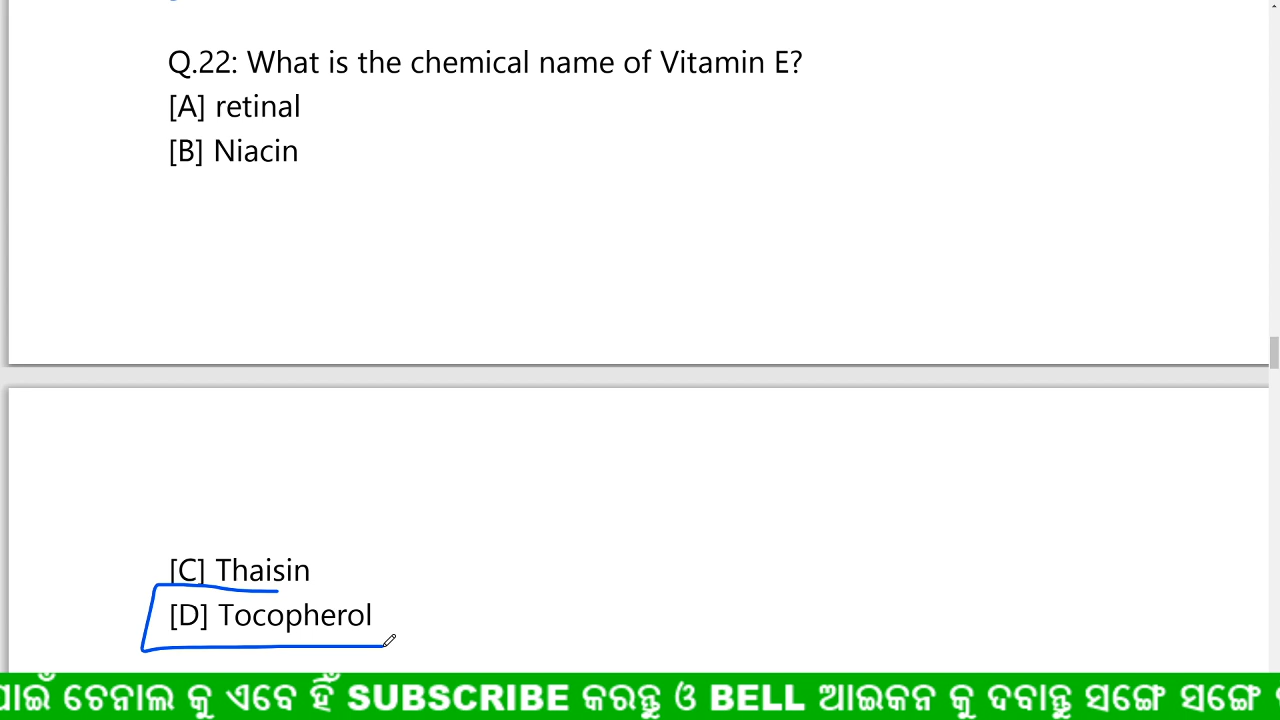 Q.22: What is the chemical name of Vitamin E?
[A] retinal
[B] Niacin
[C] Thaisin
[D] Tocopherol
ପାଇଁ ଚେନାଲ କୁ ଏବେ ହିଁ SUBSCRIBE କରନ୍ତୁ ଓ BELL ଆଇକନ କୁ ଦବାନ୍ତୁ ସଙ୍ଗେ ସଙ୍ଗେ